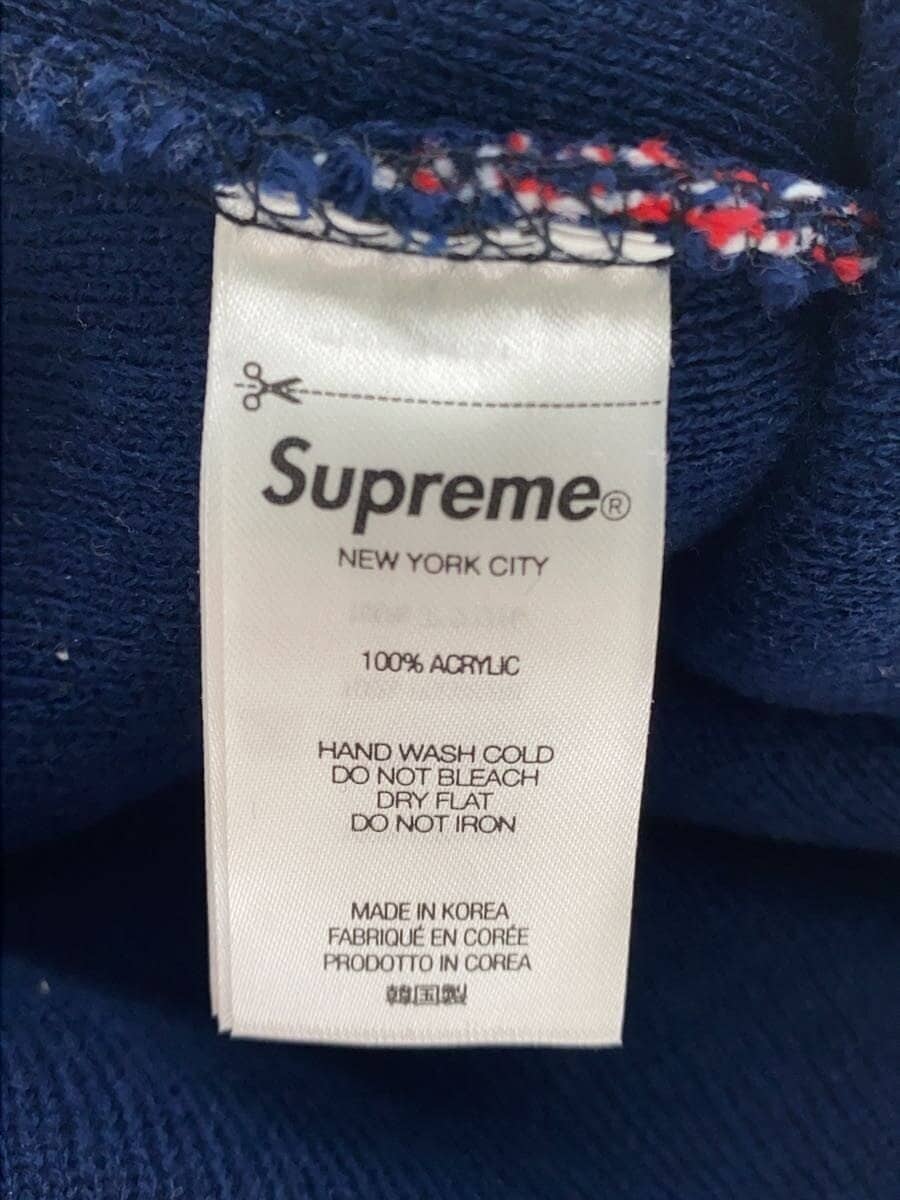 Supreme®
NEW YORK CITY
100% ACRYLIC
HAND WASH COLD
DO NOT BLEACH
DRY FLAT
DO NOT IRON
MADE IN KOREA
FABRIQUÉ EN CORÉE
PRODOTTO IN COREA
韓国製